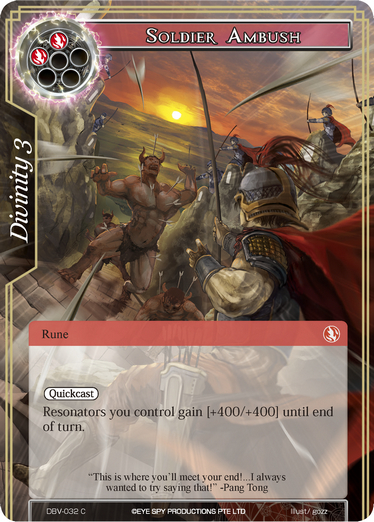 Soldier Ambush
Divinity 3
Rune
Quickcast
Resonators you control gain [+400/+400] until end
of turn.
“This is where you’ll meet your end!...I always
wanted to try saying that!” -Pang Tong
DBV-032 C
©EYE SPY PRODUCTIONS PTE LTD
Illust/ gozz